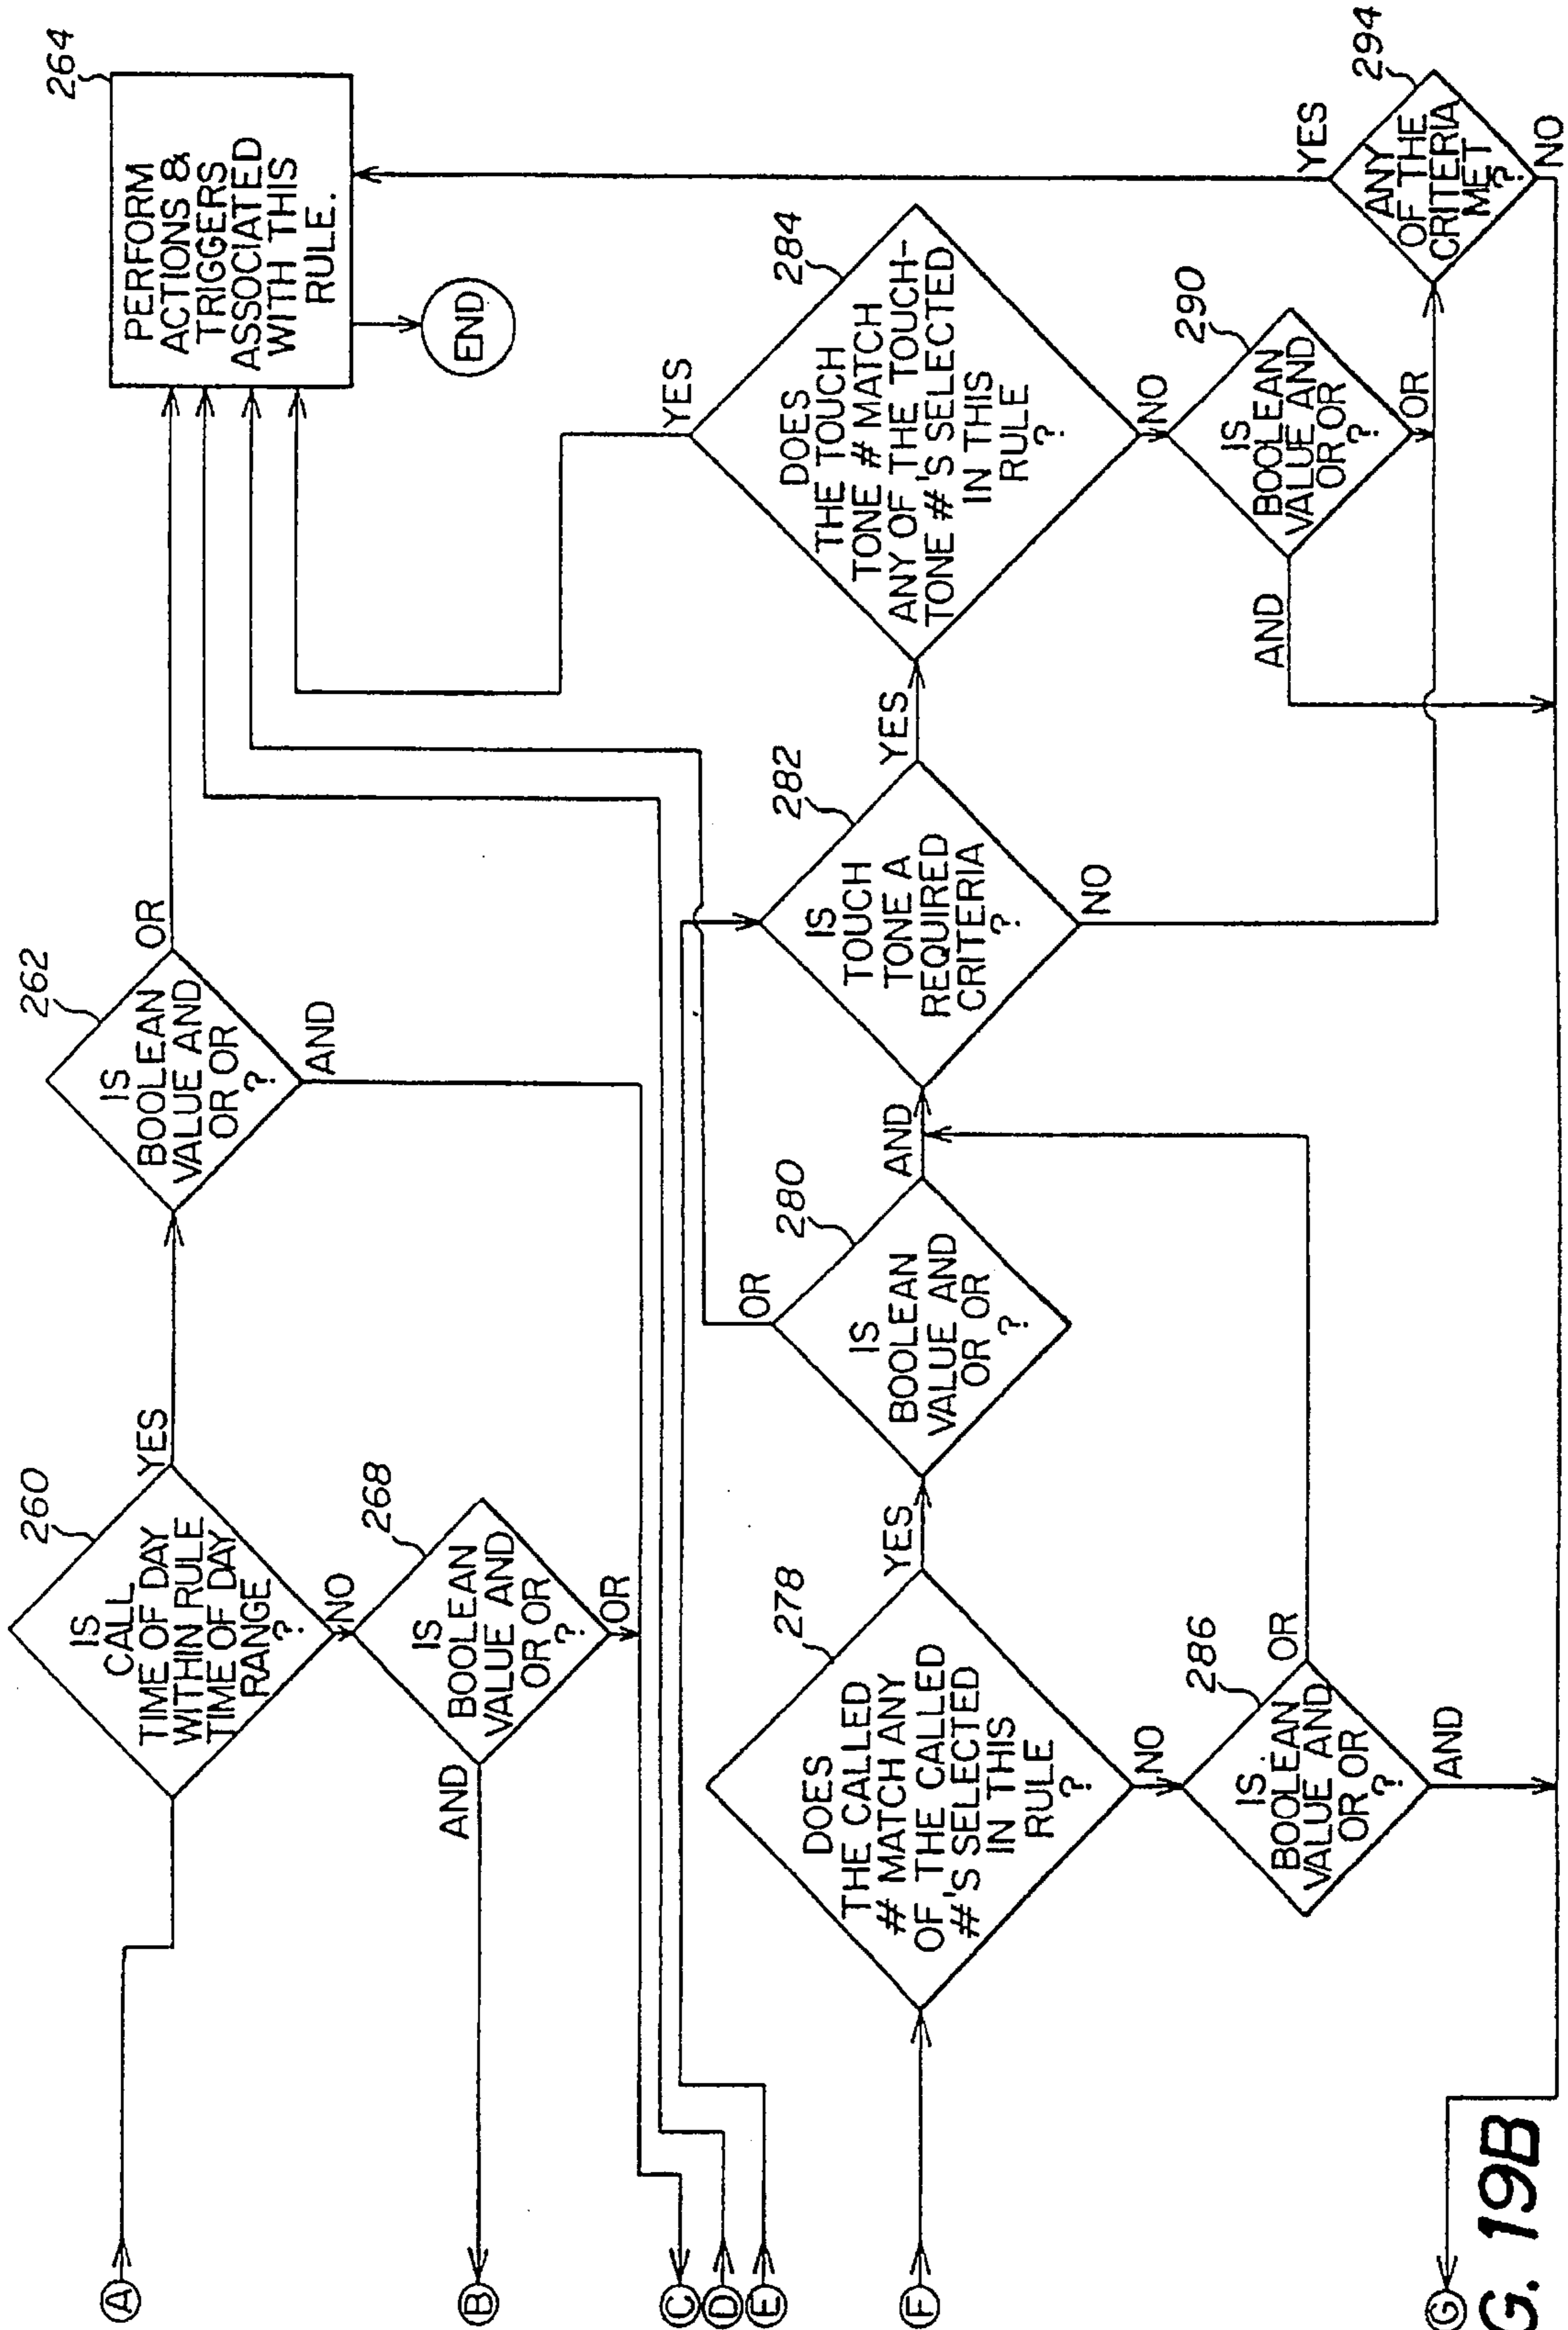 A
IS
CALL
TIME OF DAY
WITHIN RULE
TIME OF DAY
RANGE
?
260
YES
NO
IS
BOOLEAN
VALUE AND
OR OR
?
262
OR
AND
PERFORM
ACTIONS &
TRIGGERS
ASSOCIATED
WITH THIS
RULE.
264
END
B
AND
IS
BOOLEAN
VALUE AND
OR OR
?
268
OR
C
D
E
F
DOES
THE CALLED
# MATCH ANY
OF THE CALLED
#'S SELECTED
IN THIS
RULE
?
278
YES
NO
IS
BOOLEAN
VALUE AND
OR OR
?
280
OR
AND
IS
TOUCH
TONE A
REQUIRED
CRITERIA
?
282
YES
NO
DOES
THE TOUCH
TONE # MATCH
ANY OF THE TOUCH-
TONE #'S SELECTED
IN THIS
RULE
?
284
YES
NO
IS
BOOLEAN
VALUE AND
OR OR
?
286
OR
AND
IS
BOOLEAN
VALUE AND
OR OR
?
290
AND
OR
ANY
OF THE
CRITERIA
MET
?
294
YES
NO
G
G. 19B